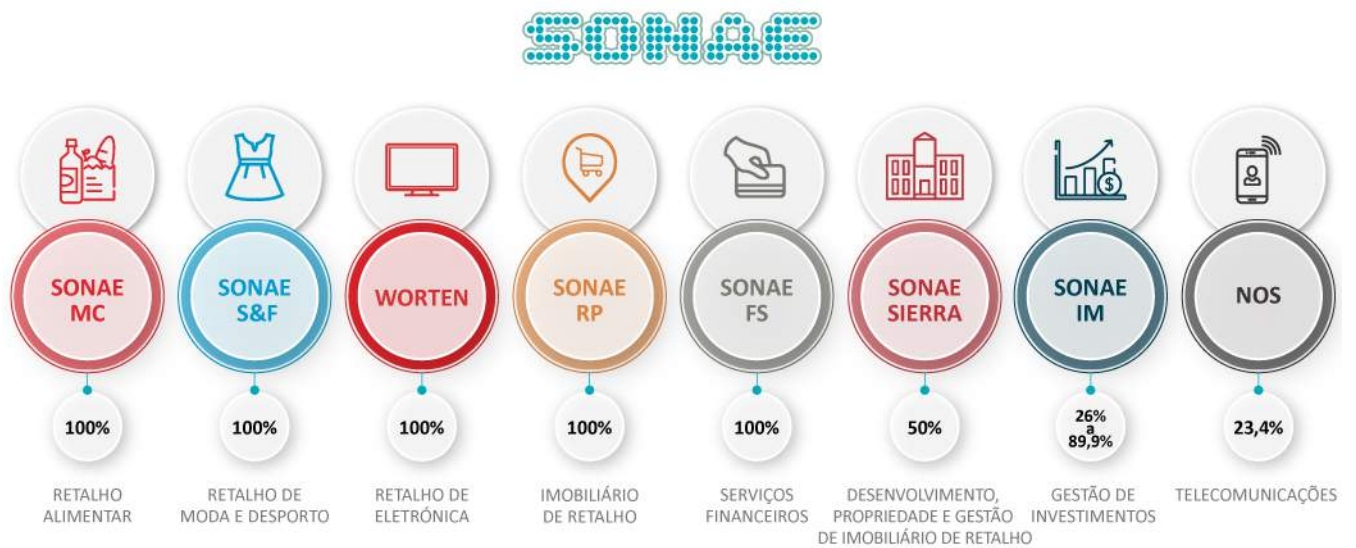 SONAE
SONAE
MC
SONAE
S&F
WORTEN
SONAE
RP
SONAE
FS
SONAE
SIERRA
SONAE
IM
NOS
100%
100%
100%
100%
100%
50%
26%
a
89,9%
23,4%
RETALHO
ALIMENTAR
RETALHO DE
MODA E DESPORTO
RETALHO DE
ELETRÓNICA
IMOBILIÁRIO
DE RETALHO
SERVIÇOS
FINANCEIROS
DESENVOLVIMENTO,
PROPRIEDADE E GESTÃO
DE IMOBILIÁRIO DE RETALHO
GESTÃO DE
INVESTIMENTOS
TELECOMUNICAÇÕES